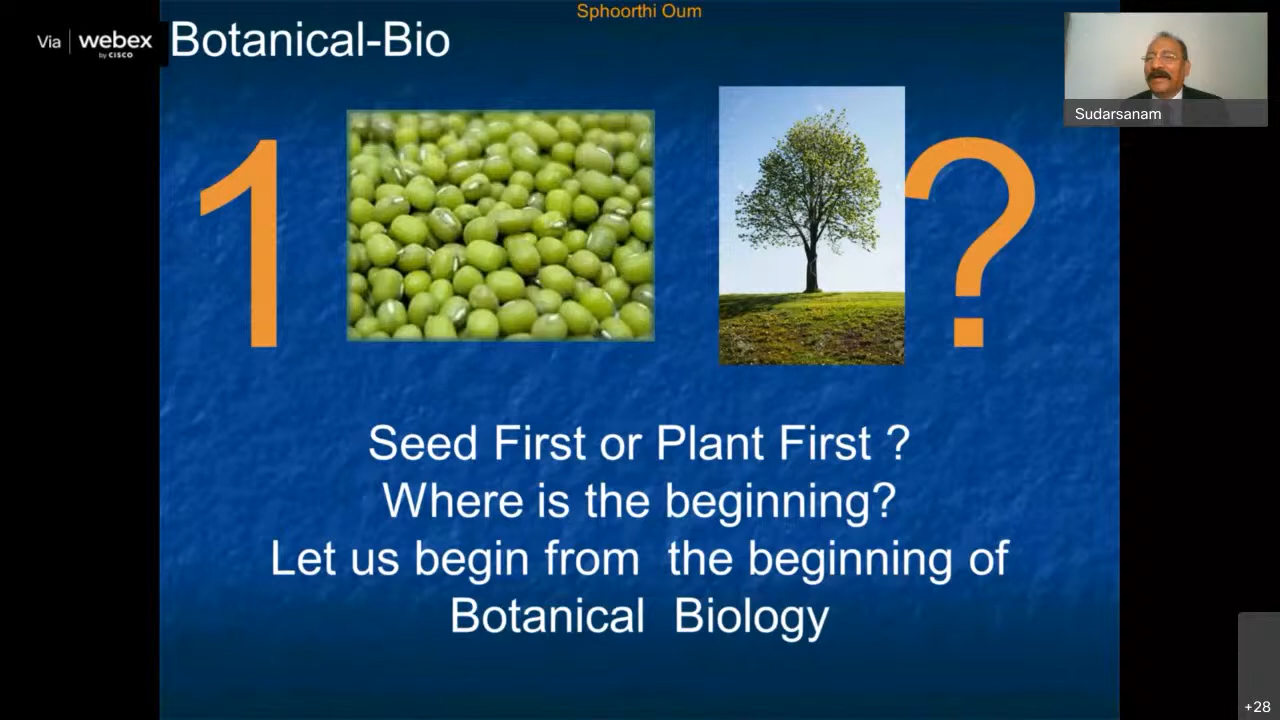 Sphoorthi Oum
Via | webex
by CISCO
Botanical-Bio
Sudarsanam
1 ?
Seed First or Plant First ?
Where is the beginning?
Let us begin from the beginning of
Botanical Biology
+28